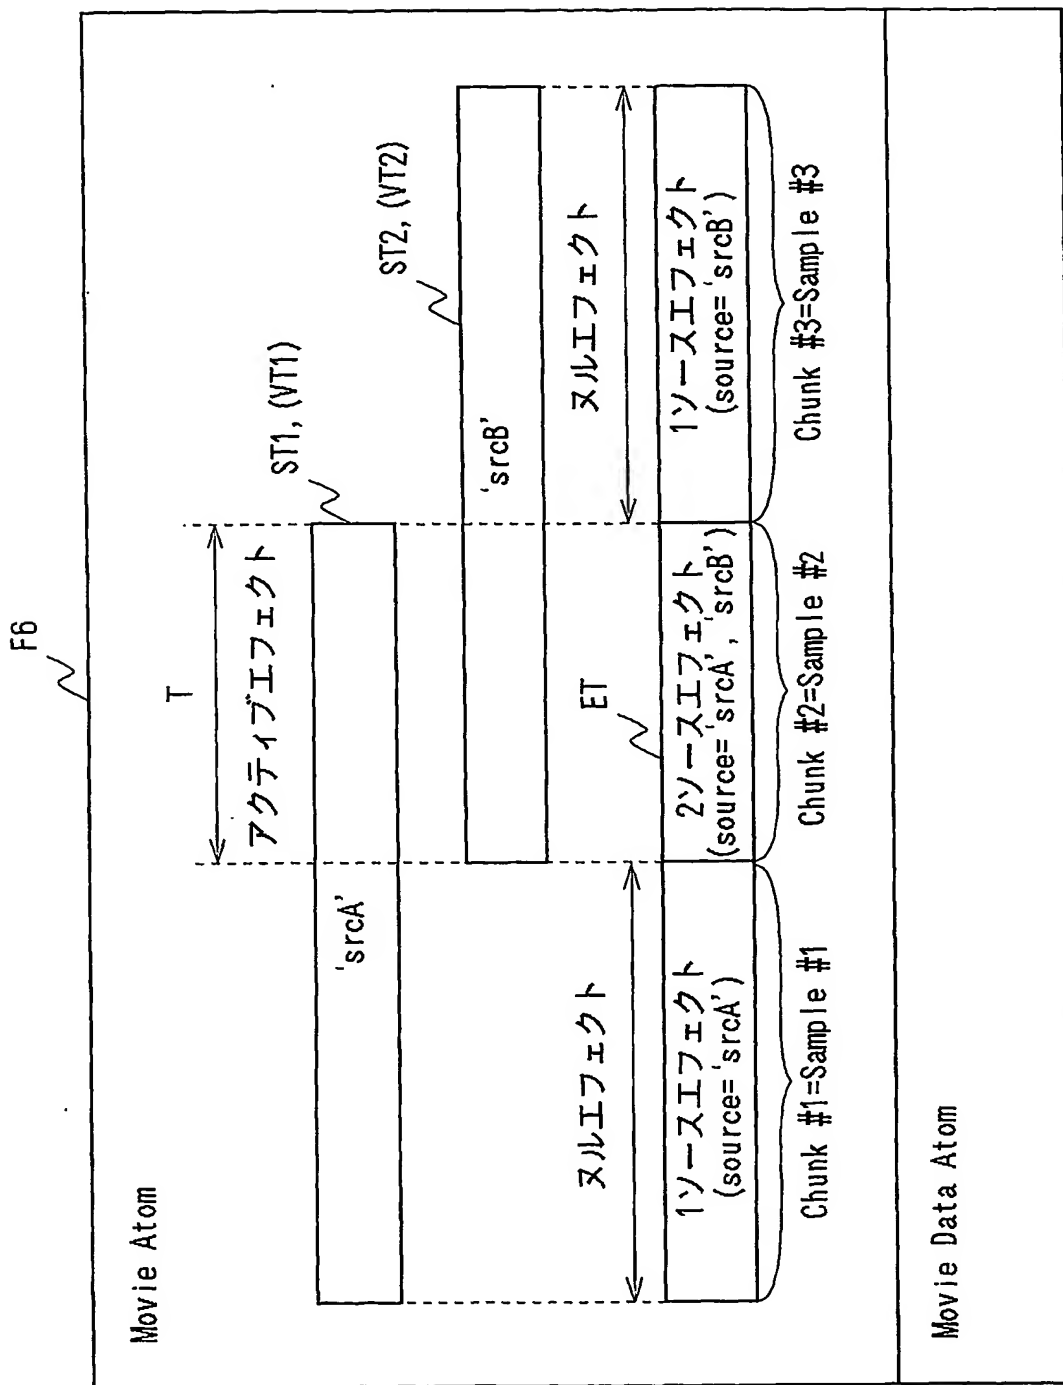 F6
Movie Atom
T
アクティブエフェクト
ST1, (VT1)
'srcA'
ST2, (VT2)
'srcB'
ヌルエフェクト
ET
ヌルエフェクト
1ソースエフェクト
(source='srcA')
2ソースエフェクト
(source='srcA', 'srcB')
1ソースエフェクト
(source='srcB')
Chunk #1=Sample #1
Chunk #2=Sample #2
Chunk #3=Sample #3
Movie Data Atom